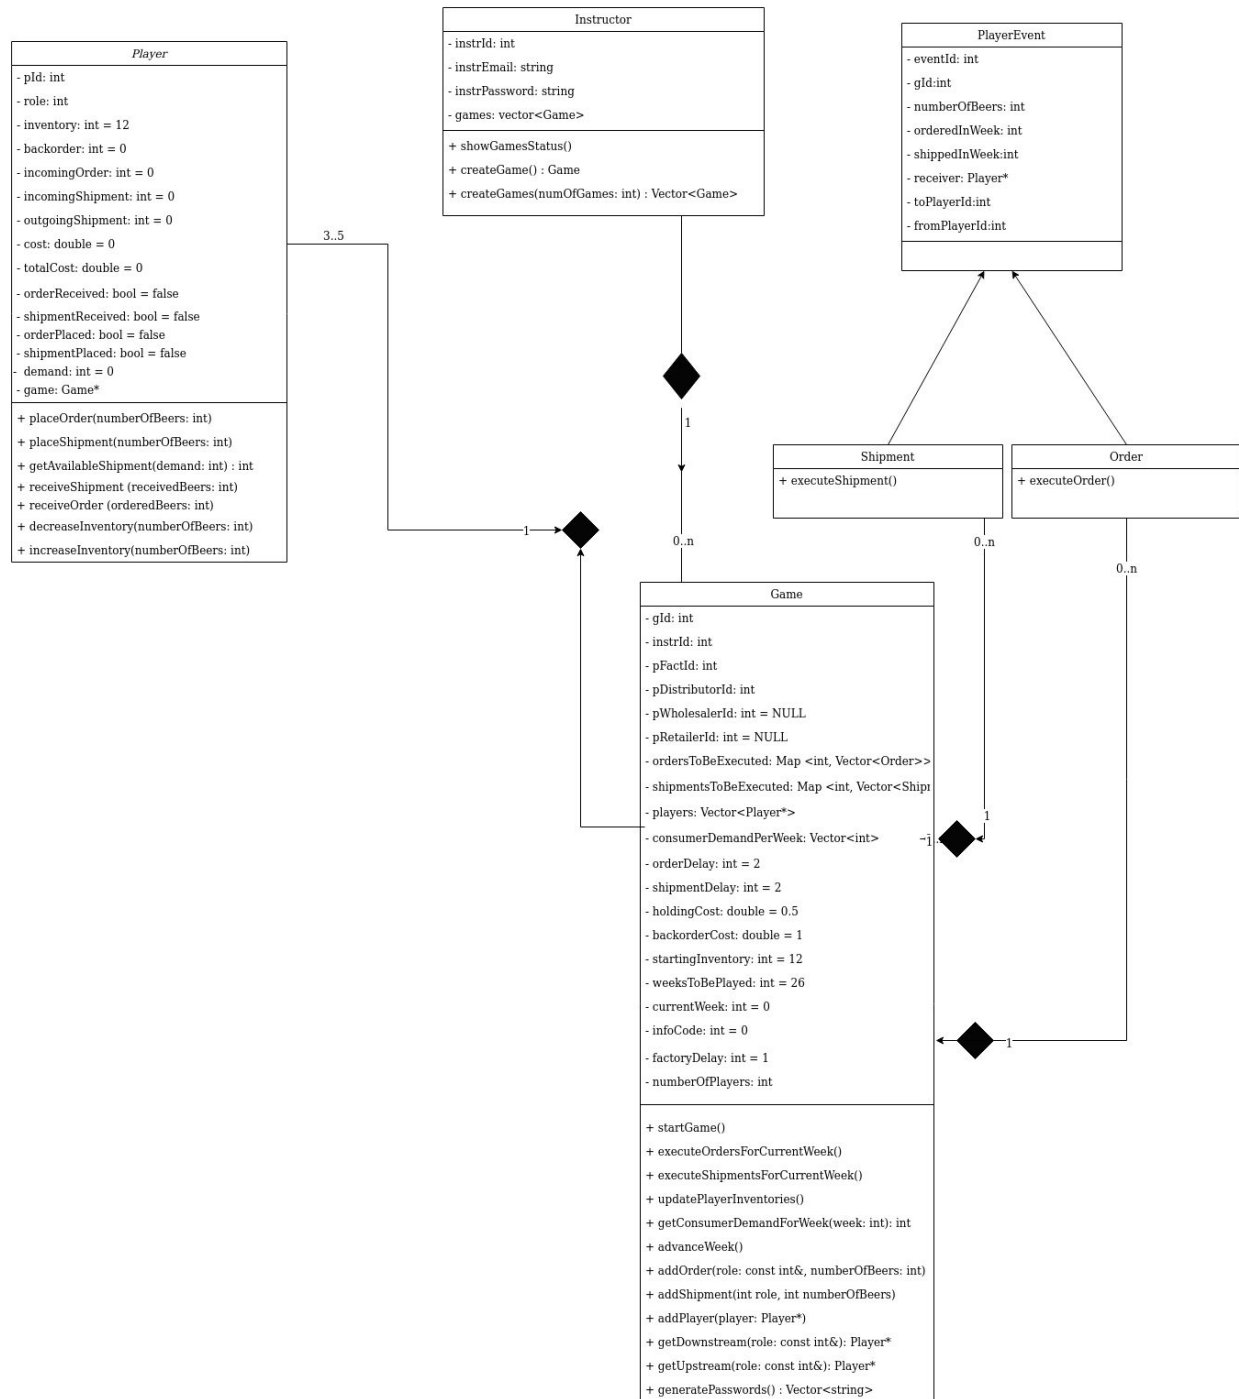 Player
- pId: int
- role: int
- inventory: int = 12
- backorder: int = 0
- incomingOrder: int = 0
- incomingShipment: int = 0
- outgoingShipment: int = 0
- cost: double = 0
- totalCost: double = 0
- orderReceived: bool = false
- shipmentReceived: bool = false
- orderPlaced: bool = false
- shipmentPlaced: bool = false
- demand: int = 0
- game: Game*
+ placeOrder(numberOfBeers: int)
+ placeShipment(numberOfBeers: int)
+ getAvailableShipment(demand: int) : int
+ receiveShipment (receivedBeers: int)
+ receiveOrder (orderedBeers: int)
+ decreaseInventory(numberOfBeers: int)
+ increaseInventory(numberOfBeers: int)
3..5
1
Instructor
- instrId: int
- instrEmail: string
- instrPassword: string
- games: vector<Game>
+ showGamesStatus()
+ createGame() : Game
+ createGames(numOfGames: int) : Vector<Game>
1
0..n
PlayerEvent
- eventId: int
- gId:int
- numberOfBeers: int
- orderedInWeek: int
- shippedInWeek:int
- receiver: Player*
- toPlayerId:int
- fromPlayerId:int
Shipment
+ executeShipment()
Order
+ executeOrder()
0..n
0..n
Game
- gId: int
- instrId: int
- pFactId: int
- pDistributorId: int
- pWholesalerId: int = NULL
- pRetailerId: int = NULL
- ordersToBeExecuted: Map <int, Vector<Order>>
- shipmentsToBeExecuted: Map <int, Vector<Shipi
- players: Vector<Player*>
- consumerDemandPerWeek: Vector<int>
- orderDelay: int = 2
- shipmentDelay: int = 2
- holdingCost: double = 0.5
- backorderCost: double = 1
- startingInventory: int = 12
- weeksToBePlayed: int = 26
- currentWeek: int = 0
- infoCode: int = 0
- factoryDelay: int = 1
- numberOfPlayers: int
+ startGame()
+ executeOrdersForCurrentWeek()
+ executeShipmentsForCurrentWeek()
+ updatePlayerInventories()
+ getConsumerDemandForWeek(week: int): int
+ advanceWeek()
+ addOrder(role: const int&, numberOfBeers: int)
+ addShipment(int role, int numberOfBeers)
+ addPlayer(player: Player*)
+ getDownstream(role: const int&): Player*
+ getUpstream(role: const int&): Player*
+ generatePasswords() : Vector<string>
1
1
1